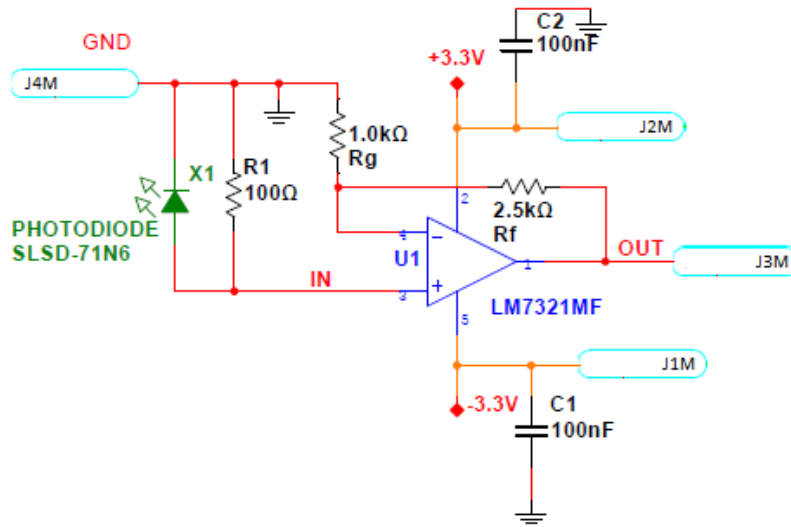 GND
J4M
C2
100nF
+3.3V
J2M
1.0kΩ
Rg
X1
R1
100Ω
PHOTODIODE
SLSD-71N6
2
2.5kΩ
Rf
4
U1
IN
3
1
OUT
J3M
LM7321MF
5
J1M
-3.3V
C1
100nF